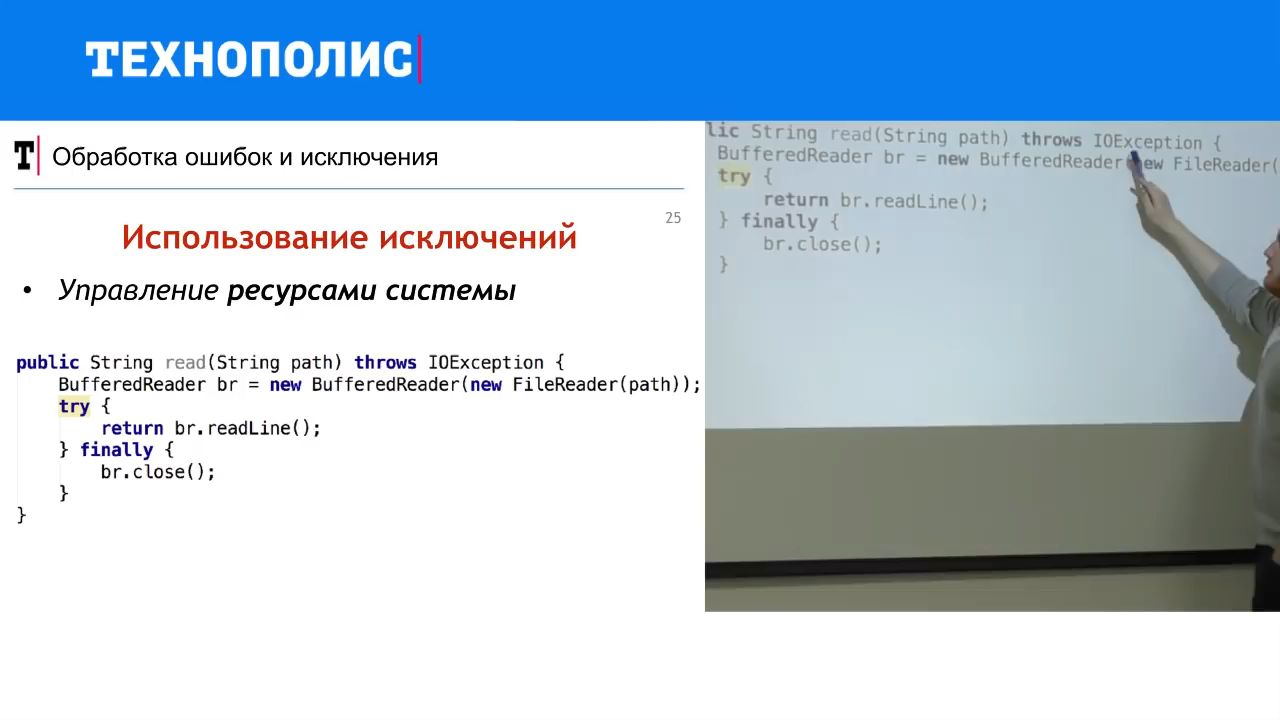 ТЕХНОПОЛИС
Т Обработка ошибок и исключения
25
Использование исключений
• Управление ресурсами системы
public String read(String path) throws IOException {
BufferedReader br = new BufferedReader(new FileReader(path));
try {
return br.readLine();
} finally {
br.close();
}
}
lic String read(String path) throws IOException {
BufferedReader br = new BufferedReader new FileReader(
try {
return br.readLine();
} finally {
br.close();
}